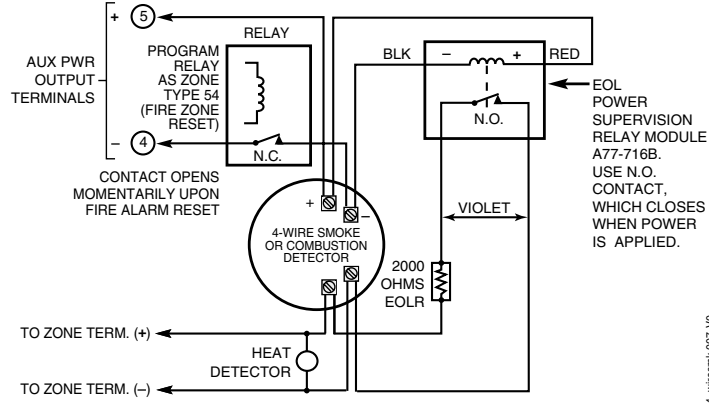 + 5
RELAY
AUX PWR
OUTPUT
TERMINALS
PROGRAM
RELAY
AS ZONE
TYPE 54
(FIRE ZONE
RESET)
– 4
N.C.
CONTACT OPENS
MOMENTARILY UPON
FIRE ALARM RESET
BLK – + RED
N.O.
EOL
POWER
SUPERVISION
RELAY MODULE
A77-716B.
USE N.O.
CONTACT,
WHICH CLOSES
WHEN POWER
IS APPLIED.
+ –
4-WIRE SMOKE
OR COMBUSTION
DETECTOR
VIOLET
2000
OHMS
EOLR
TO ZONE TERM. (+)
HEAT
DETECTOR
TO ZONE TERM. (–)